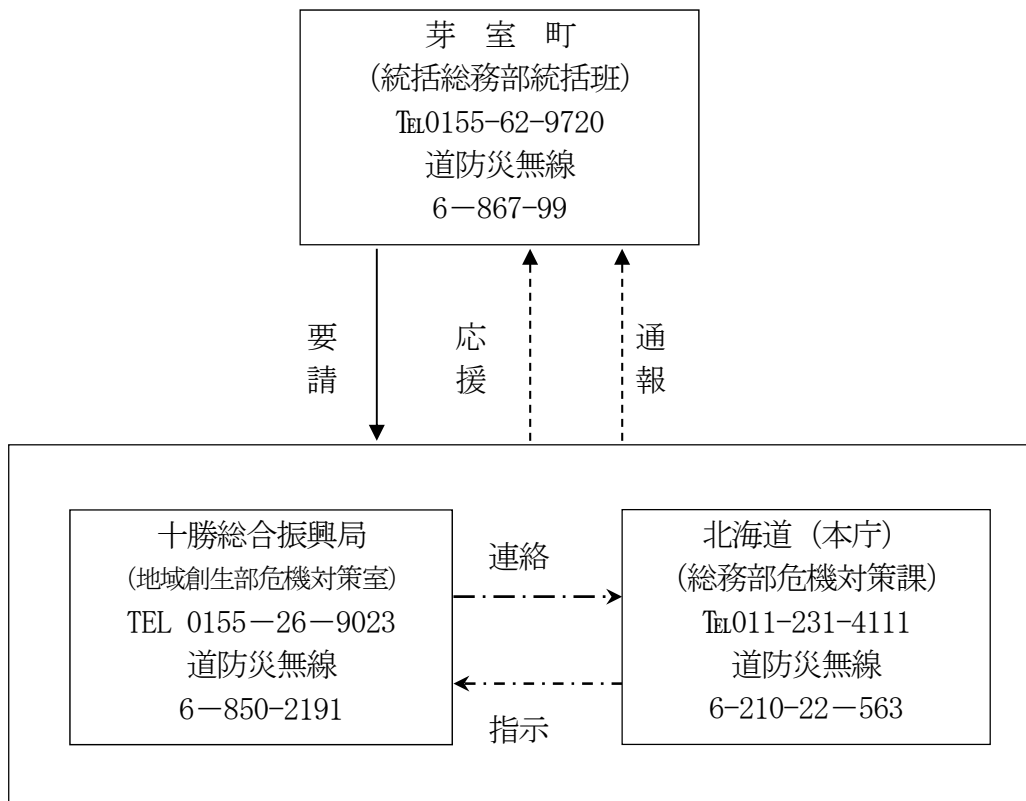 芽　室　町
(統括総務部統括班)
℡0155-62-9720
道防災無線
6－867-99
要請
応援
通報
十勝総合振興局
(地域創生部危機対策室)
TEL 0155－26－9023
道防災無線
6－850-2191
連絡
指示
北海道（本庁）
(総務部危機対策課)
℡011-231-4111
道防災無線
6-210-22－563